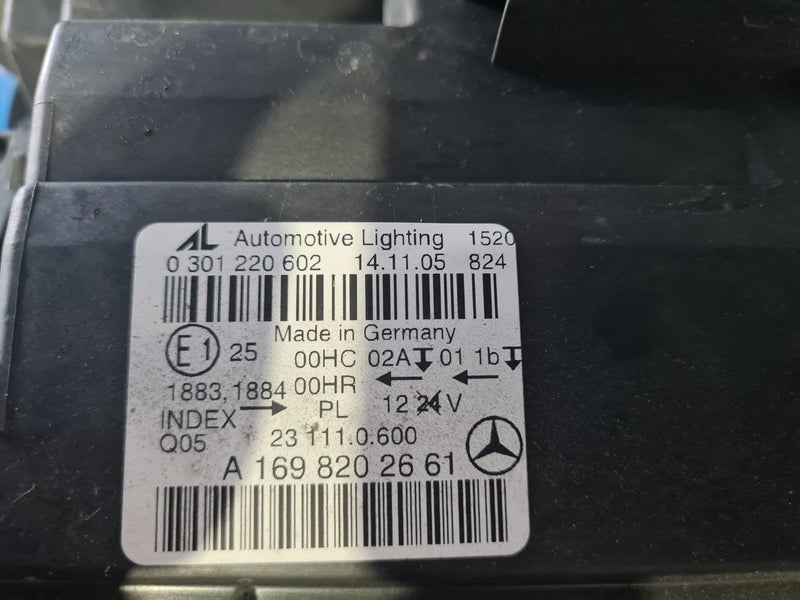 AL Automotive Lighting 1520
0 301 220 602 14.11.05 824
Made in Germany
E1 25 00HC 02A 01 1b
1883, 1884 00HR ← ←
INDEX → PL 12 24 V
Q05 23 111.0.600
A 169 820 26 61